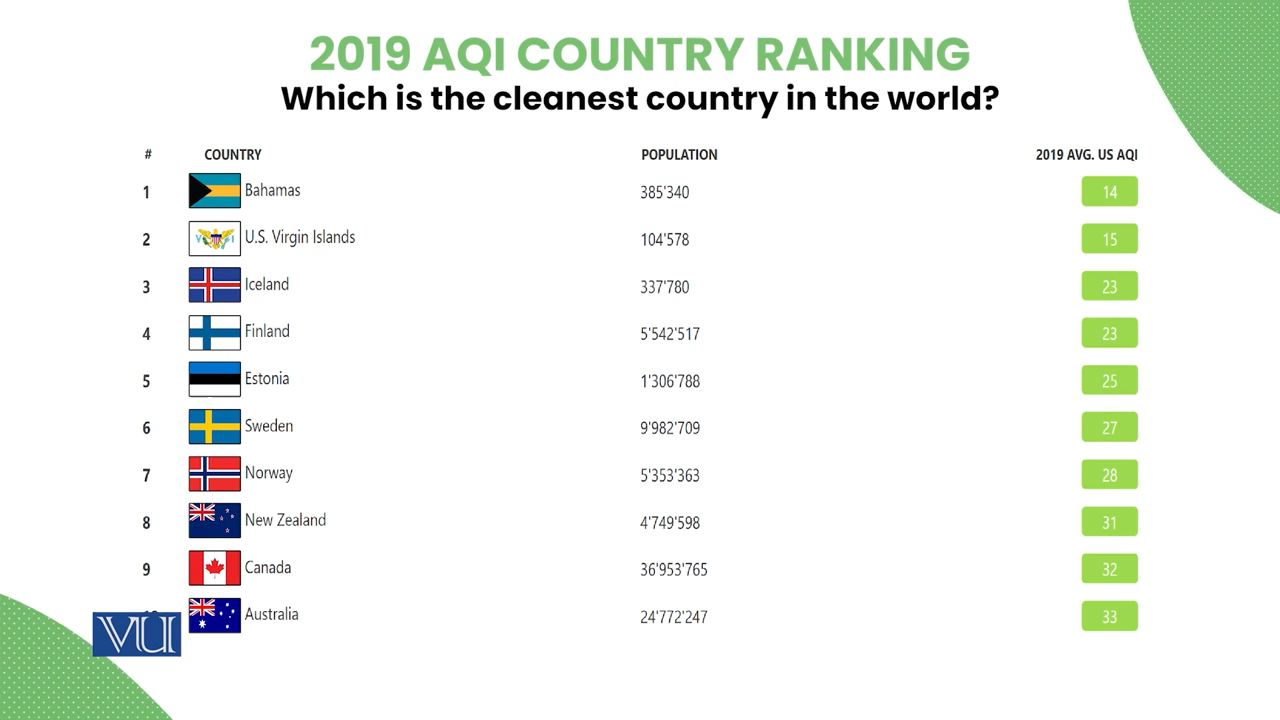 2019 AQI COUNTRY RANKING
Which is the cleanest country in the world?
# COUNTRY POPULATION 2019 AVG. US AQI
1 Bahamas 385'340 14
2 U.S. Virgin Islands 104'578 15
3 Iceland 337'780 23
4 Finland 5'542'517 23
5 Estonia 1'306'788 25
6 Sweden 9'982'709 27
7 Norway 5'353'363 28
8 New Zealand 4'749'598 31
9 Canada 36'953'765 32
Australia 24'772'247 33
VU